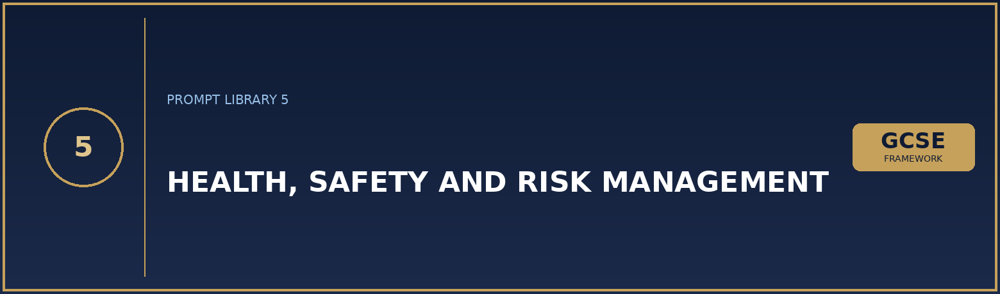 5
PROMPT LIBRARY 5
HEALTH, SAFETY AND RISK MANAGEMENT
GCSE
FRAMEWORK